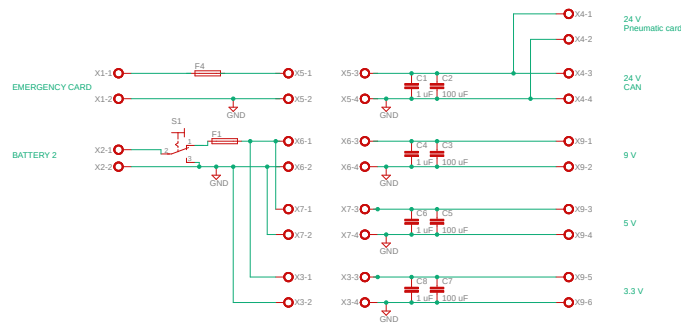 X4-1
24 V
Pneumatic card
X4-2
X1-1
F4
X5-1
X5-3
C1
C2
X4-3
24 V
CAN
EMERGENCY CARD
X1-2
X5-2
X5-4
1 uF
100 uF
X4-4
GND
GND
S1
F1
X2-1
2
1
3
X6-1
X6-3
C4
C3
X9-1
BATTERY 2
9 V
X2-2
X6-2
X6-4
1 uF
100 uF
X9-2
GND
GND
X7-1
X7-3
C6
C5
X9-3
5 V
X7-2
X7-4
1 uF
100 uF
X9-4
GND
X3-1
X3-3
C8
C7
X9-5
3.3 V
X3-2
X3-4
1 uF
100 uF
X9-6
GND